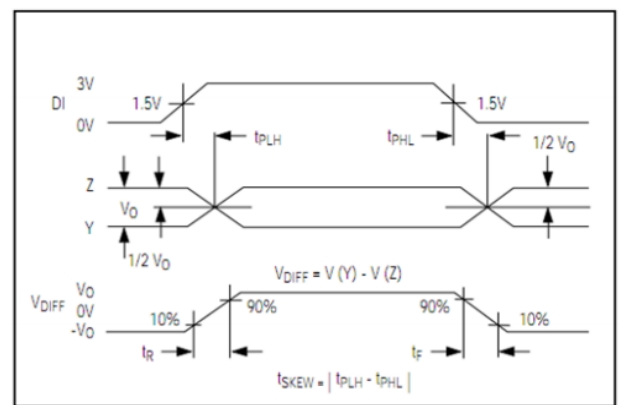 3V
DI 1.5V 1.5V
0V
tPLH tPHL 1/2 VO
Z
VO
Y
1/2 VO
VDIFF = V (Y) - V (Z)
VO
VDIFF 0V 90% 90%
-VO 10% 10%
tR tF
tSKEW = | tPLH - tPHL |